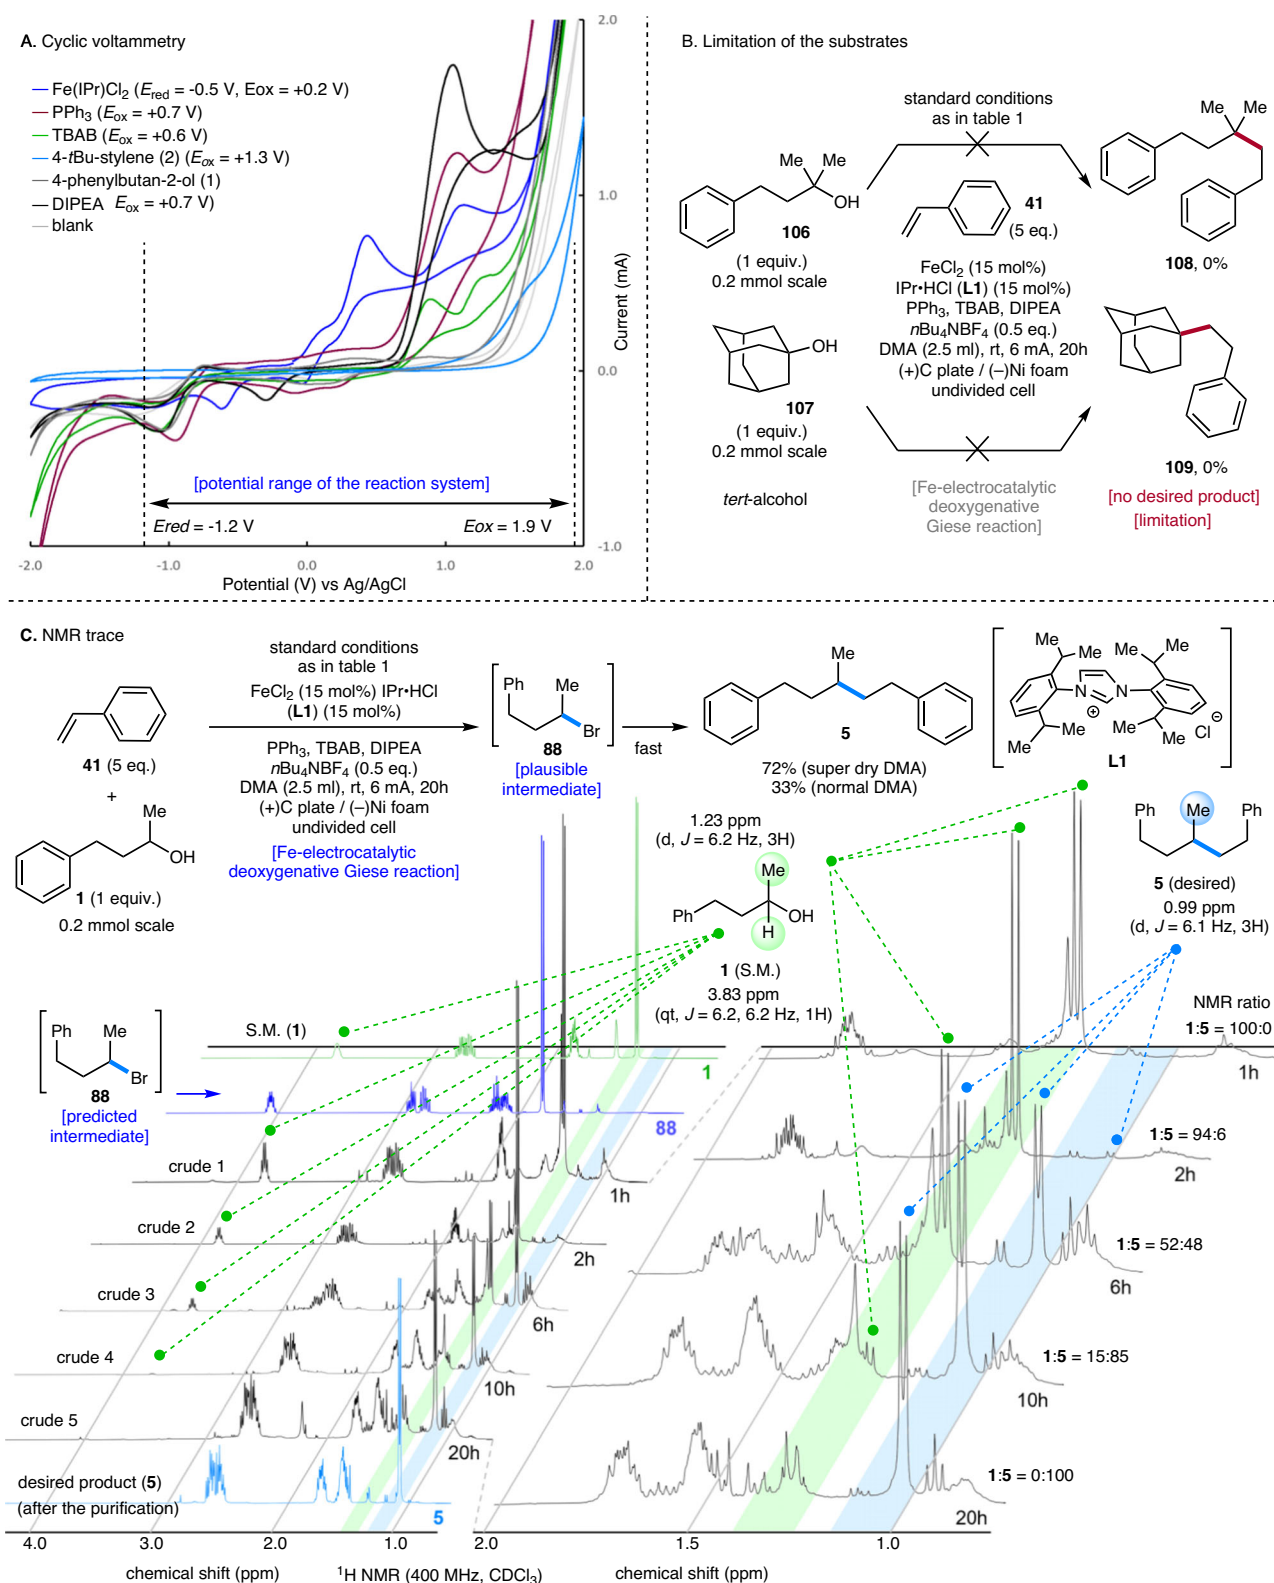 A. Cyclic voltammetry
Fe(IPr)Cl2 (Ered = -0.5 V, Eox = +0.2 V)
PPh3 (Eox = +0.7 V)
TBAB (Eox = +0.6 V)
4-tBu-stylene (2) (Eox = +1.3 V)
4-phenylbutan-2-ol (1)
DIPEA Eox = +0.7 V)
blank
2.0
1.0
0.0
-1.0
Current (mA)
[potential range of the reaction system]
Ered = -1.2 V
Eox = 1.9 V
-2.0
-1.0
0.0
1.0
2.0
Potential (V) vs Ag/AgCl
B. Limitation of the substrates
standard conditions
as in table 1
Me Me
OH
106
(1 equiv.)
0.2 mmol scale
OH
107
(1 equiv.)
0.2 mmol scale
tert-alcohol
41
(5 eq.)
FeCl2 (15 mol%)
IPr•HCl (L1) (15 mol%)
PPh3, TBAB, DIPEA
nBu4NBF4 (0.5 eq.)
DMA (2.5 ml), rt, 6 mA, 20h
(+)C plate / (–)Ni foam
undivided cell
[Fe-electrocatalytic
deoxygenative
Giese reaction]
Me Me
108, 0%
109, 0%
[no desired product]
[limitation]
C. NMR trace
41 (5 eq.)
+
OH
1 (1 equiv.)
0.2 mmol scale
standard conditions
as in table 1
FeCl2 (15 mol%) IPr•HCl
(L1) (15 mol%)
PPh3, TBAB, DIPEA
nBu4NBF4 (0.5 eq.)
DMA (2.5 ml), rt, 6 mA, 20h
(+)C plate / (–)Ni foam
undivided cell
[Fe-electrocatalytic
deoxygenative Giese reaction]
Ph Me
Br
88
[plausible
intermediate]
fast
Me
5
72% (super dry DMA)
33% (normal DMA)
Me
Me
Me
Me
N
N
⊕
Me
Me
Me
Me
Cl ⊖
L1
1.23 ppm
(d, J = 6.2 Hz, 3H)
Me
Ph
OH
H
1 (S.M.)
3.83 ppm
(qt, J = 6.2, 6.2 Hz, 1H)
Ph Me Ph
5 (desired)
0.99 ppm
(d, J = 6.1 Hz, 3H)
Ph Me
Br
88
[predicted
intermediate]
S.M. (1)
1
88
crude 1
1h
crude 2
2h
crude 3
6h
crude 4
10h
crude 5
20h
desired product (5)
(after the purification)
5
NMR ratio
1:5 = 100:0
1h
1:5 = 94:6
2h
1:5 = 52:48
6h
1:5 = 15:85
10h
1:5 = 0:100
20h
4.0
3.0
2.0
1.0
2.0
1.5
1.0
chemical shift (ppm)
1H NMR (400 MHz, CDCl3)
chemical shift (ppm)
Me